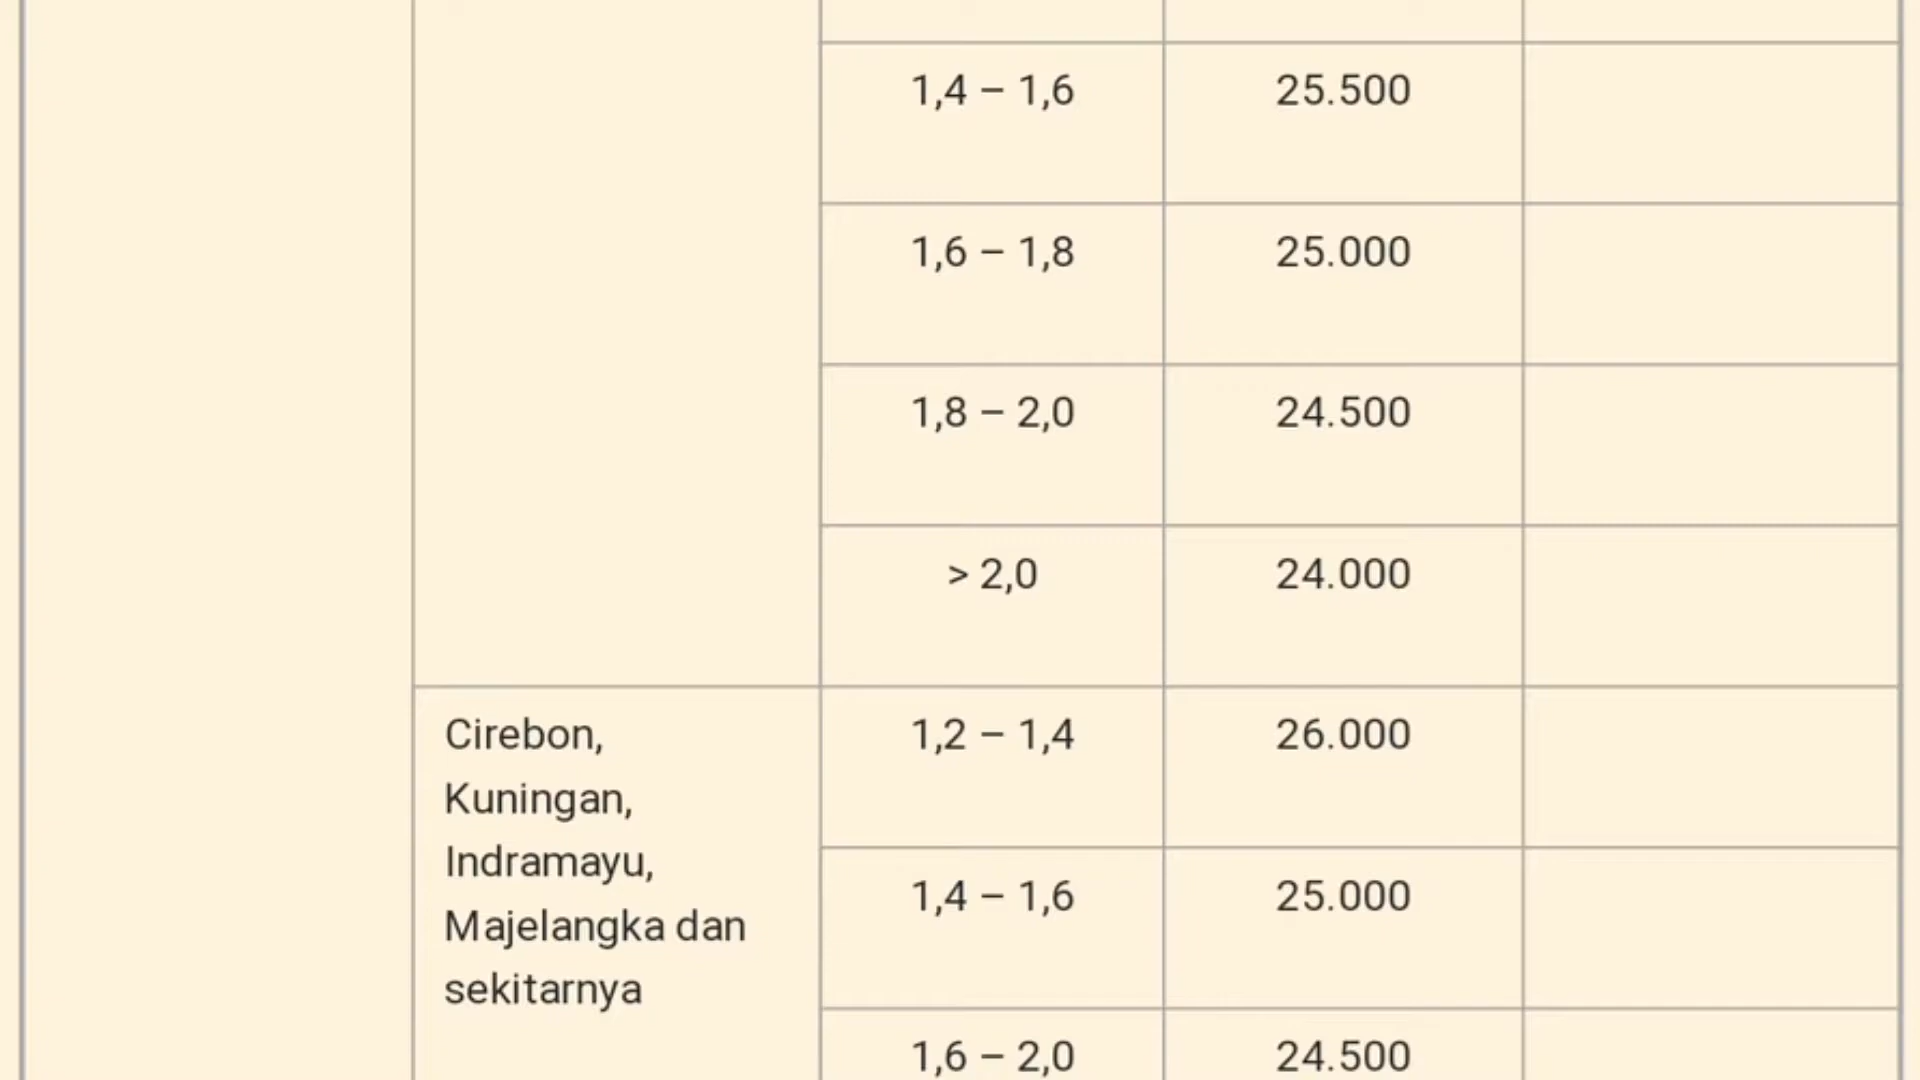 1,4 – 1,6 25.500
1,6 – 1,8 25.000
1,8 – 2,0 24.500
> 2,0 24.000
Cirebon, 1,2 – 1,4 26.000
Kuningan,
Indramayu,
1,4 – 1,6 25.000
Majelangka dan
sekitarnya
1,6 – 2,0 24.500